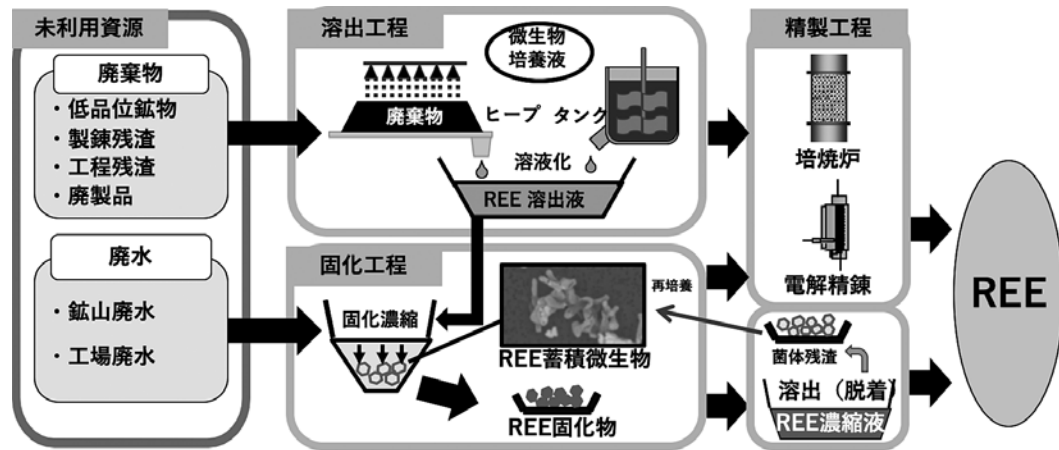 未利用資源
廃棄物
・低品位鉱物
・製錬残渣
・工程残渣
・廃製品
廃水
・鉱山廃水
・工場廃水
溶出工程
微生物
培養液
廃棄物
ヒープ タンク
溶液化
REE 溶出液
固化工程
固化濃縮
REE蓄積微生物
再培養
REE固化物
精製工程
培焼炉
電解精錬
菌体残渣
溶出（脱着）
REE濃縮液
REE